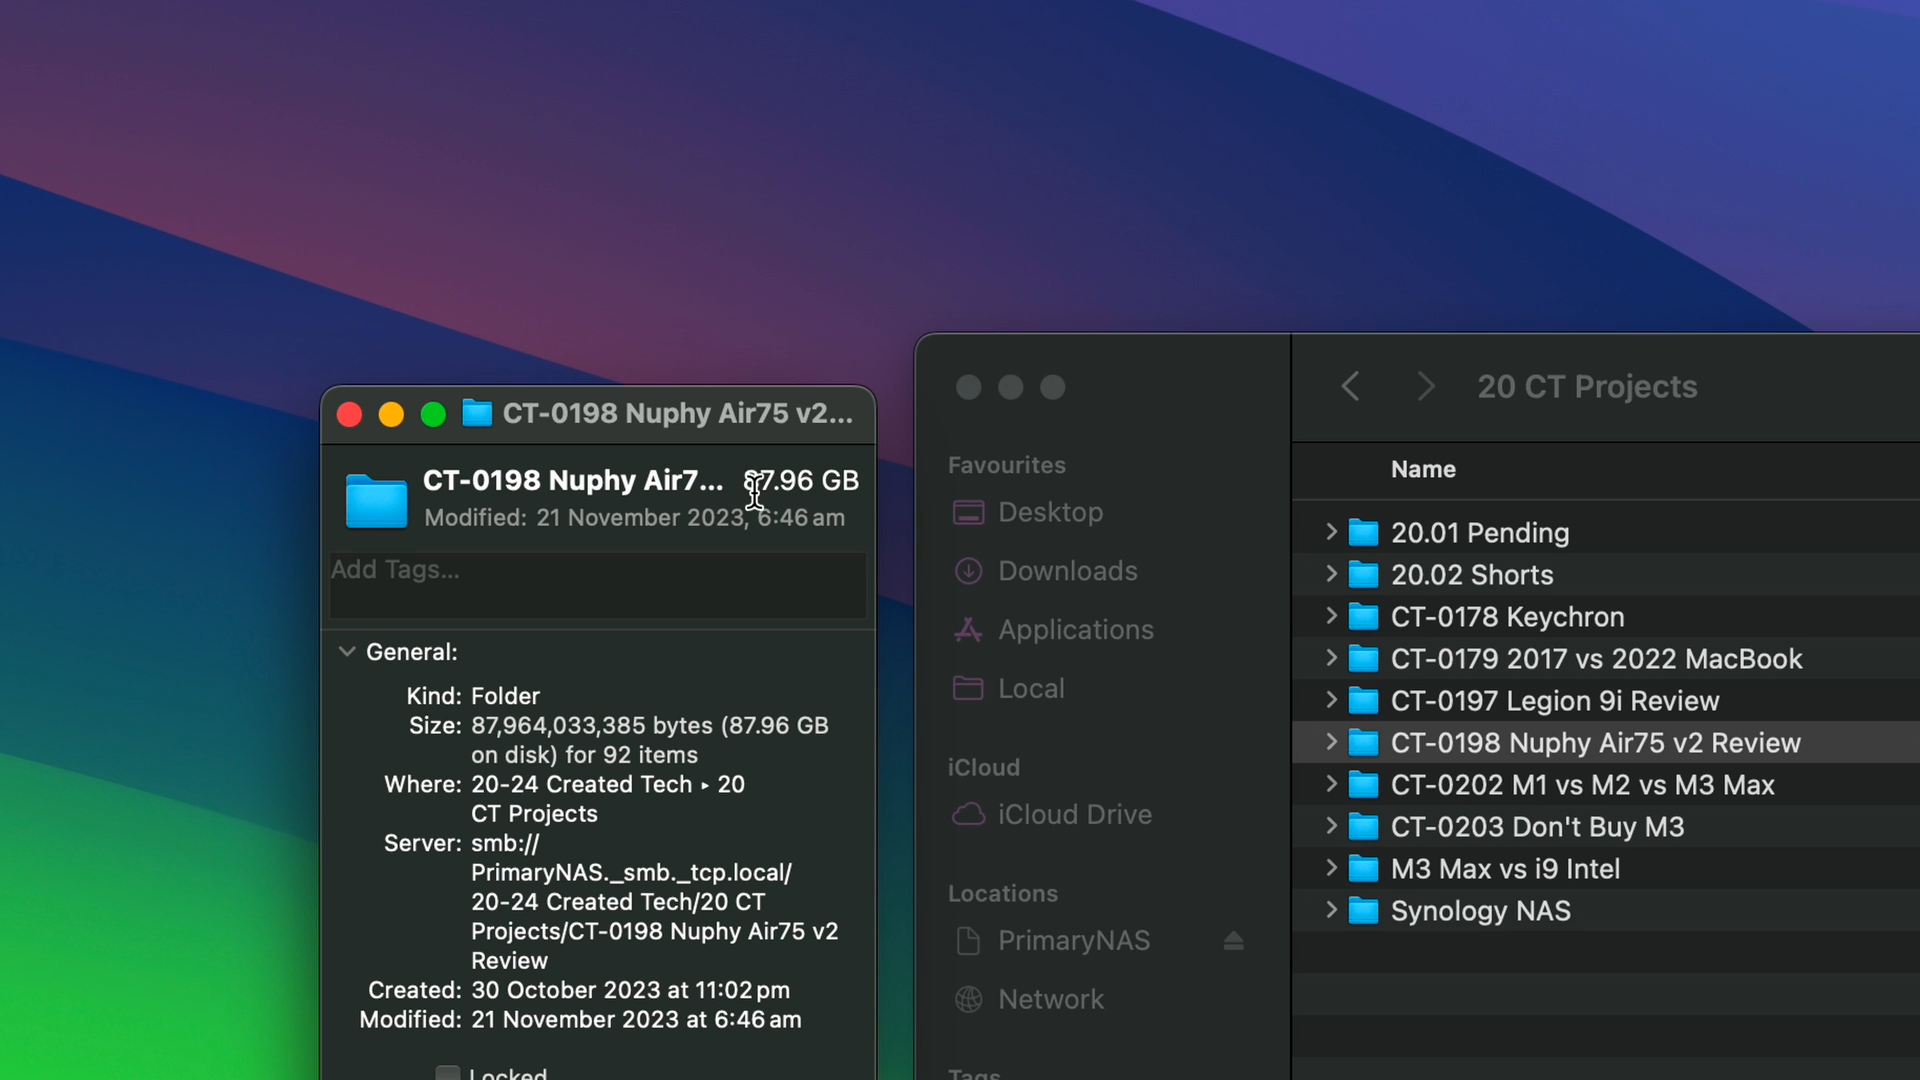 CT-0198 Nuphy Air75 v2...
CT-0198 Nuphy Air7... 87.96 GB
Modified: 21 November 2023, 6:46 am
Add Tags...
General:
Kind: Folder
Size: 87,964,033,385 bytes (87.96 GB
on disk) for 92 items
Where: 20-24 Created Tech ▸ 20
CT Projects
Server: smb://
PrimaryNAS._smb._tcp.local/
20-24 Created Tech/20 CT
Projects/CT-0198 Nuphy Air75 v2
Review
Created: 30 October 2023 at 11:02 pm
Modified: 21 November 2023 at 6:46 am
Locked
Favourites
Desktop
Downloads
Applications
Local
iCloud
iCloud Drive
Locations
PrimaryNAS
Network
Tags
20 CT Projects
Name
20.01 Pending
20.02 Shorts
CT-0178 Keychron
CT-0179 2017 vs 2022 MacBook
CT-0197 Legion 9i Review
CT-0198 Nuphy Air75 v2 Review
CT-0202 M1 vs M2 vs M3 Max
CT-0203 Don't Buy M3
M3 Max vs i9 Intel
Synology NAS